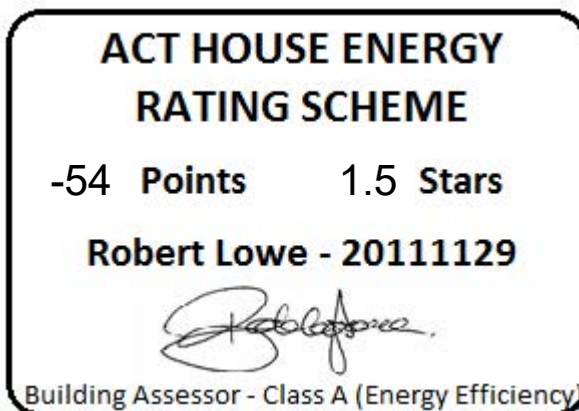 ACT HOUSE ENERGY
RATING SCHEME
-54 Points 1.5 Stars
Robert Lowe - 20111129
Building Assessor - Class A (Energy Efficiency)